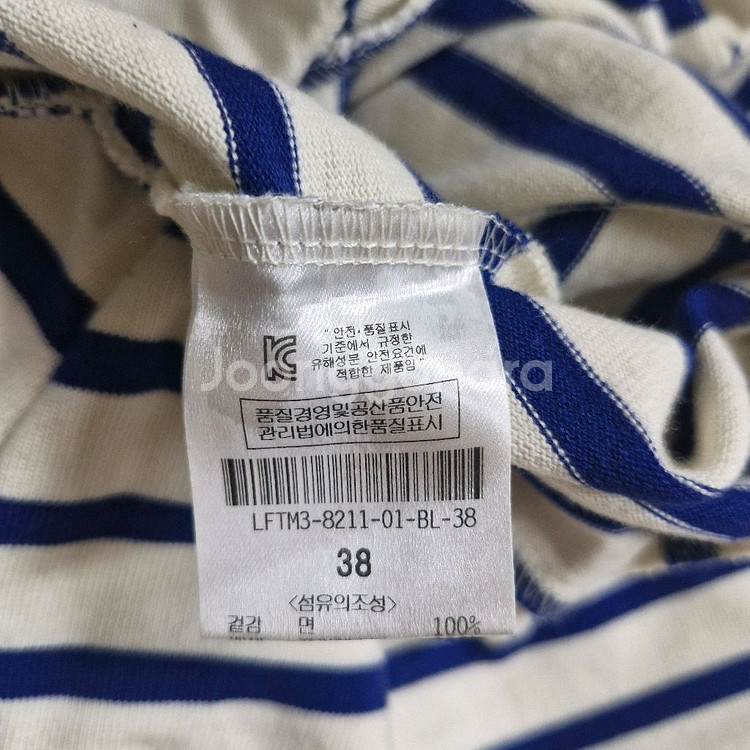 " 안전·품질표시
기준에서 규정한
유해성분 안전요건에
적합한 제품임 "
품질경영및공산품안전
관리법에의한품질표시
LFTM3-8211-01-BL-38
38
<섬유의조성>
겉감 면 100%